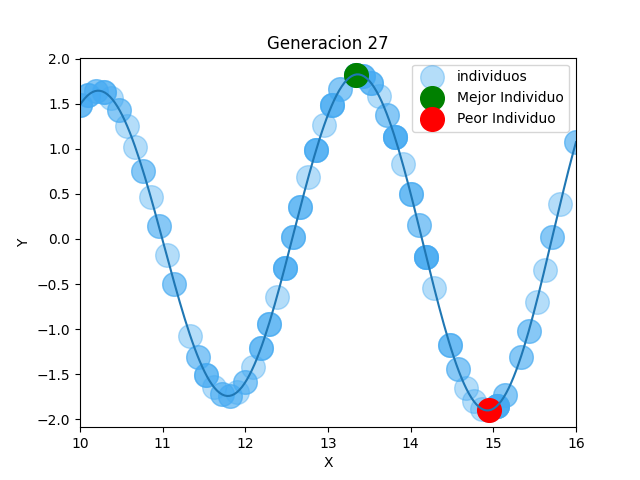 Generacion 27
individuos
Mejor Individuo
Peor Individuo
Y
2.0
1.5
1.0
0.5
0.0
−0.5
−1.0
−1.5
−2.0
10 11 12 13 14 15 16
X